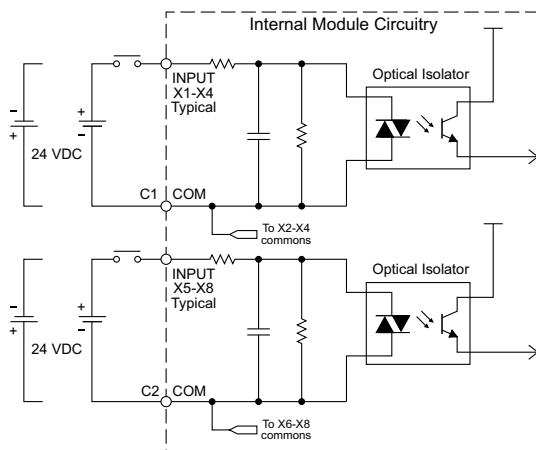 Internal Module Circuitry
INPUT
X1-X4
Typical
Optical Isolator
-
+
+
-
24 VDC
C1
COM
To X2-X4
commons
INPUT
X5-X8
Typical
Optical Isolator
-
+
+
-
24 VDC
C2
COM
To X6-X8
commons